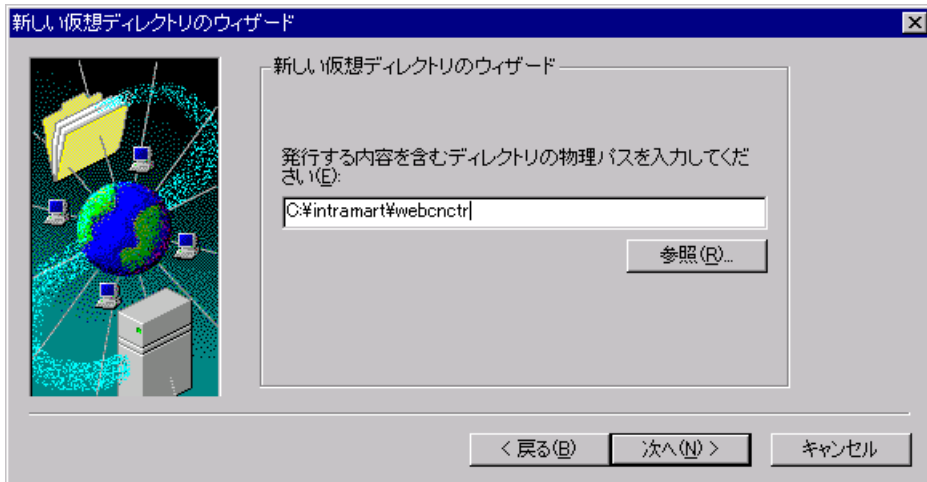 新しい仮想ディレクトリのウィザード
新しい仮想ディレクトリのウィザード
発行する内容を含むディレクトリの物理パスを入力してくだ
さい(E):
C:¥intramart¥webcnctr
参照(R)...
< 戻る(B)
次へ(N) >
キャンセル